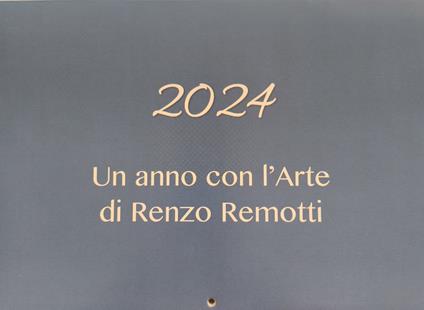 2024
Un anno con l'Arte
di Renzo Remotti